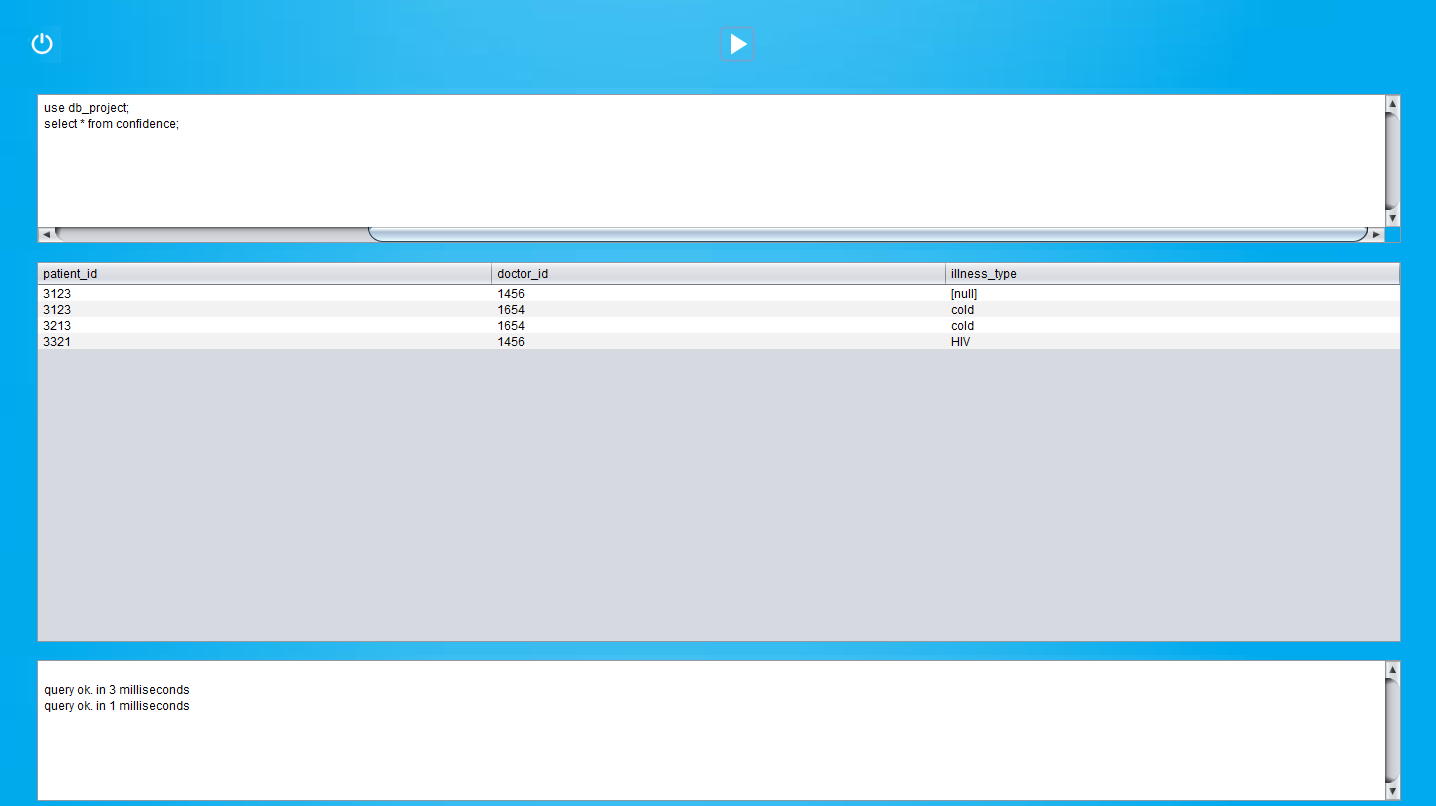 use db_project;
select * from confidence;
patient_id doctor_id illness_type
3123 1456 [null]
3123 1654 cold
3213 1654 cold
3321 1456 HIV
query ok. in 3 milliseconds
query ok. in 1 milliseconds